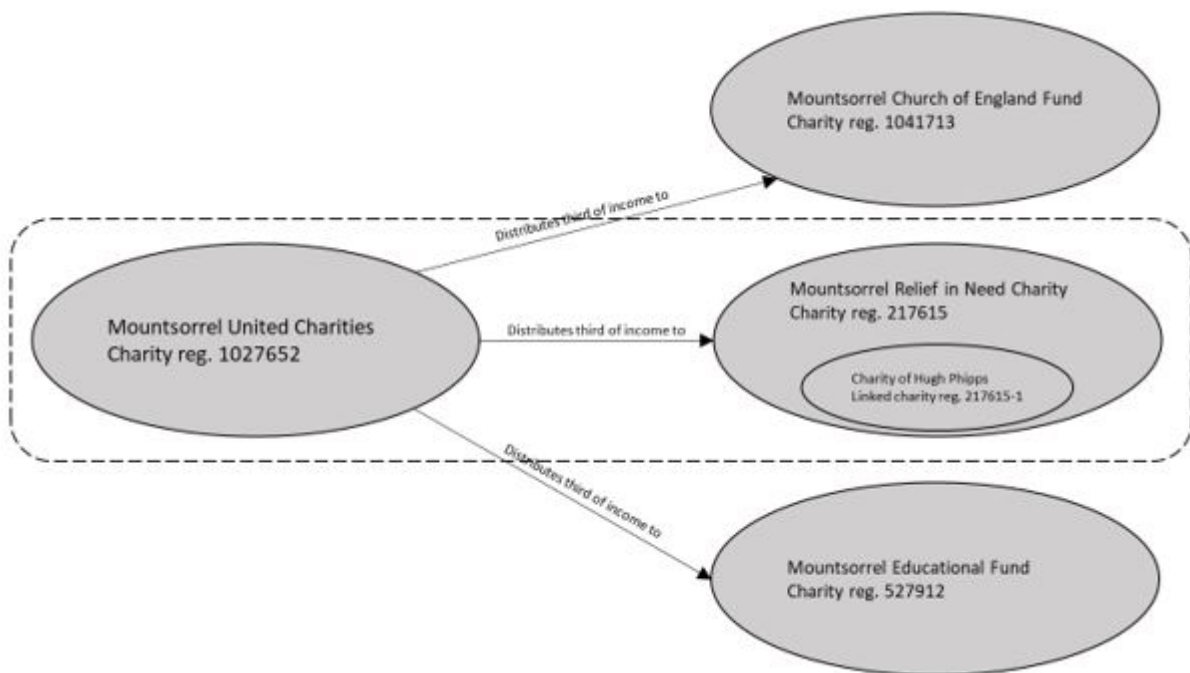 Mountsorrel Church of England Fund
Charity reg. 1041713
Distributes third of income to
Mountsorrel United Charities
Charity reg. 1027652
Distributes third of income to
Mountsorrel Relief in Need Charity
Charity reg. 217615
Charity of Hugh Phipps
Linked charity reg. 217615-1
Distributes third of income to
Mountsorrel Educational Fund
Charity reg. 527912